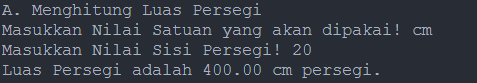 A. Menghitung Luas Persegi
Masukkan Nilai Satuan yang akan dipakai! cm
Masukkan Nilai Sisi Persegi! 20
Luas Persegi adalah 400.00 cm persegi.